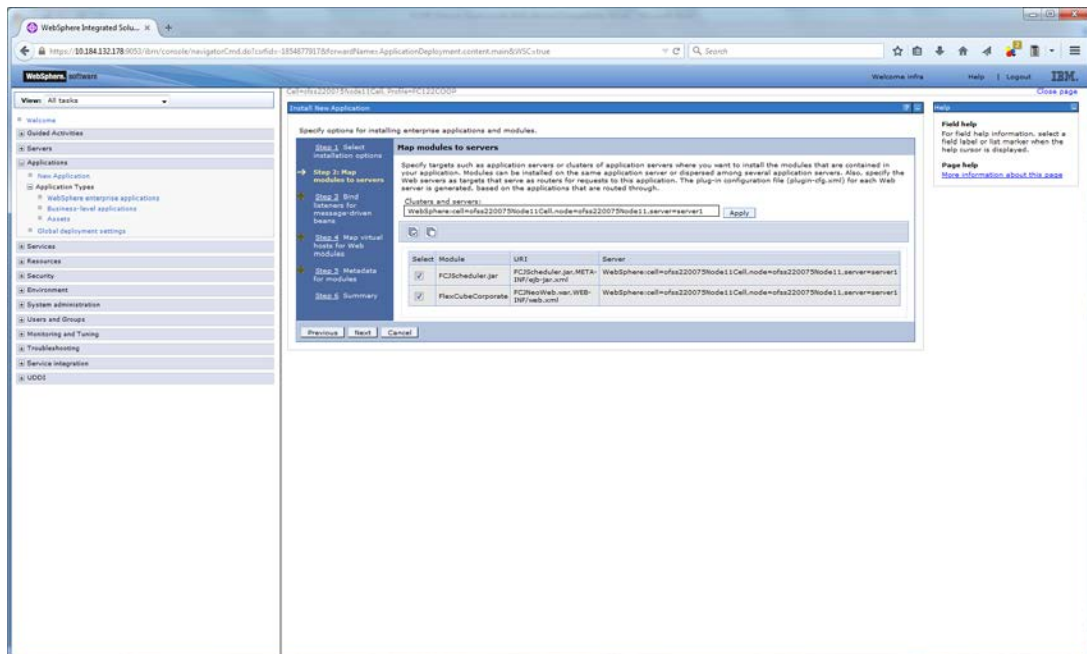 WebSphere Integrated Solu...
https://10.184.132.178:9053/ibm/console/navigatorCmd.do?
forwardName=ApplicationDeployment.content.main&WSC=true
Search
WebSphere. software
Welcome infra
Help | Logout
IBM.
View: All tasks
Cell=ofss220075Node11Cell, Profile=FC122COOP
Close page
Welcome
Guided Activities
Servers
Applications
New Application
Application Types
WebSphere enterprise applications
Business-level applications
Assets
Global deployment settings
Services
Resources
Security
Environment
System administration
Users and Groups
Monitoring and Tuning
Troubleshooting
Service integration
UDDI
Install New Application
Specify options for installing enterprise applications and modules.
Step 1 Select
installation options
Step 2: Map
modules to servers
Step 3 Bind
listeners for
message-driven
beans
Step 4 Map virtual
hosts for Web
modules
Step 5 Metadata
for modules
Step 6 Summary
Map modules to servers
Specify targets such as application servers or clusters of application servers where you want to install the modules that are contained in
your application. Modules can be installed on the same application server or dispersed among several application servers. Also, specify the
Web servers as targets that serve as routers for requests to this application. The plug-in configuration file (plugin-cfg.xml) for each Web
server is generated, based on the applications that are routed through.
Clusters and servers:
WebSphere:cell=ofss220075Node11Cell,node=ofss220075Node11,server=server1
Apply
Select Module URI Server
FCJScheduler.jar FCJScheduler.jar,META-INF/ejb-jar.xml WebSphere:cell=ofss220075Node11Cell,node=ofss220075Node11,server=server1
FlexCubeCorporate FCJNeoWeb.war,WEB-INF/web.xml WebSphere:cell=ofss220075Node11Cell,node=ofss220075Node11,server=server1
Previous Next Cancel
Help
Field help
For field help information, select a
field label or list marker when the
help cursor is displayed.
Page help
More information about this page